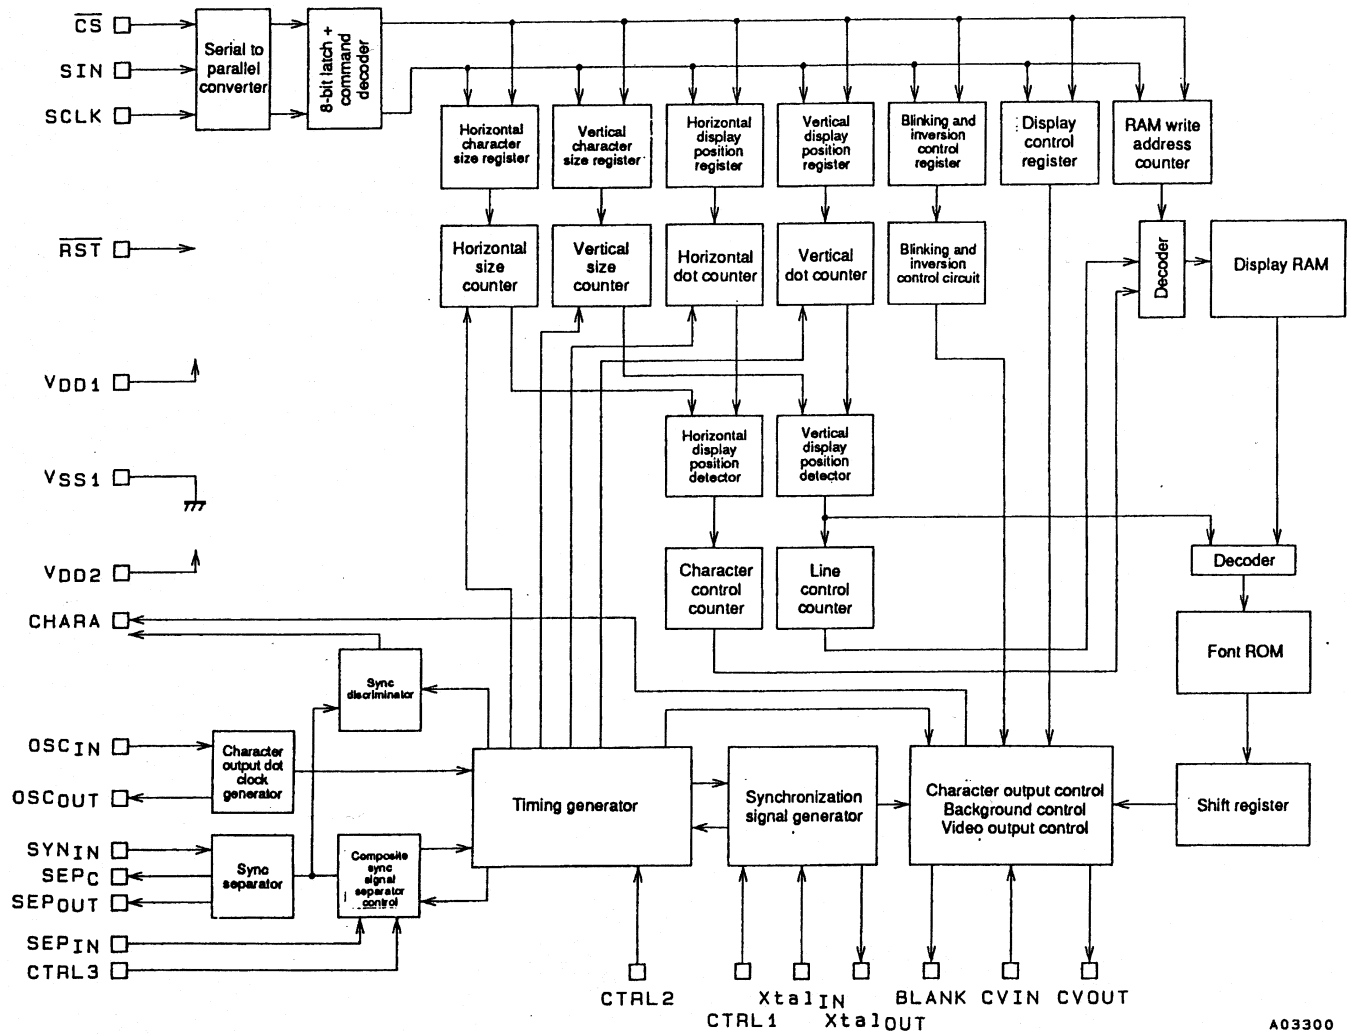 CS
SIN
SCLK
Serial to
parallel
converter
8-bit latch +
command
decoder
Horizontal
character
size register
Vertical
character
size register
Horizontal
display
position
register
Vertical
display
position
register
Blinking and
inversion
control
register
Display
control
register
RAM write
address
counter
RST
Horizontal
size
counter
Vertical
size
counter
Horizontal
dot counter
Vertical
dot counter
Blinking and
inversion
control circuit
Decoder
Display RAM
VDD1
VSS1
VDD2
Horizontal
display
position
detector
Vertical
display
position
detector
Character
control
counter
Line
control
counter
Decoder
Font ROM
CHARA
Sync
discriminator
OSCIN
OSCOUT
Character
output dot
clock
generator
Timing generator
Synchronization
signal generator
Character output control
Background control
Video output control
Shift register
SYNIN
SEPC
SEPOUT
SEPIN
CTRL3
Sync
separator
Composite
sync
signal
separator
control
CTRL2
CTRL1
XtalIN
XtalOUT
BLANK
CVIN
CVOUT
A03300